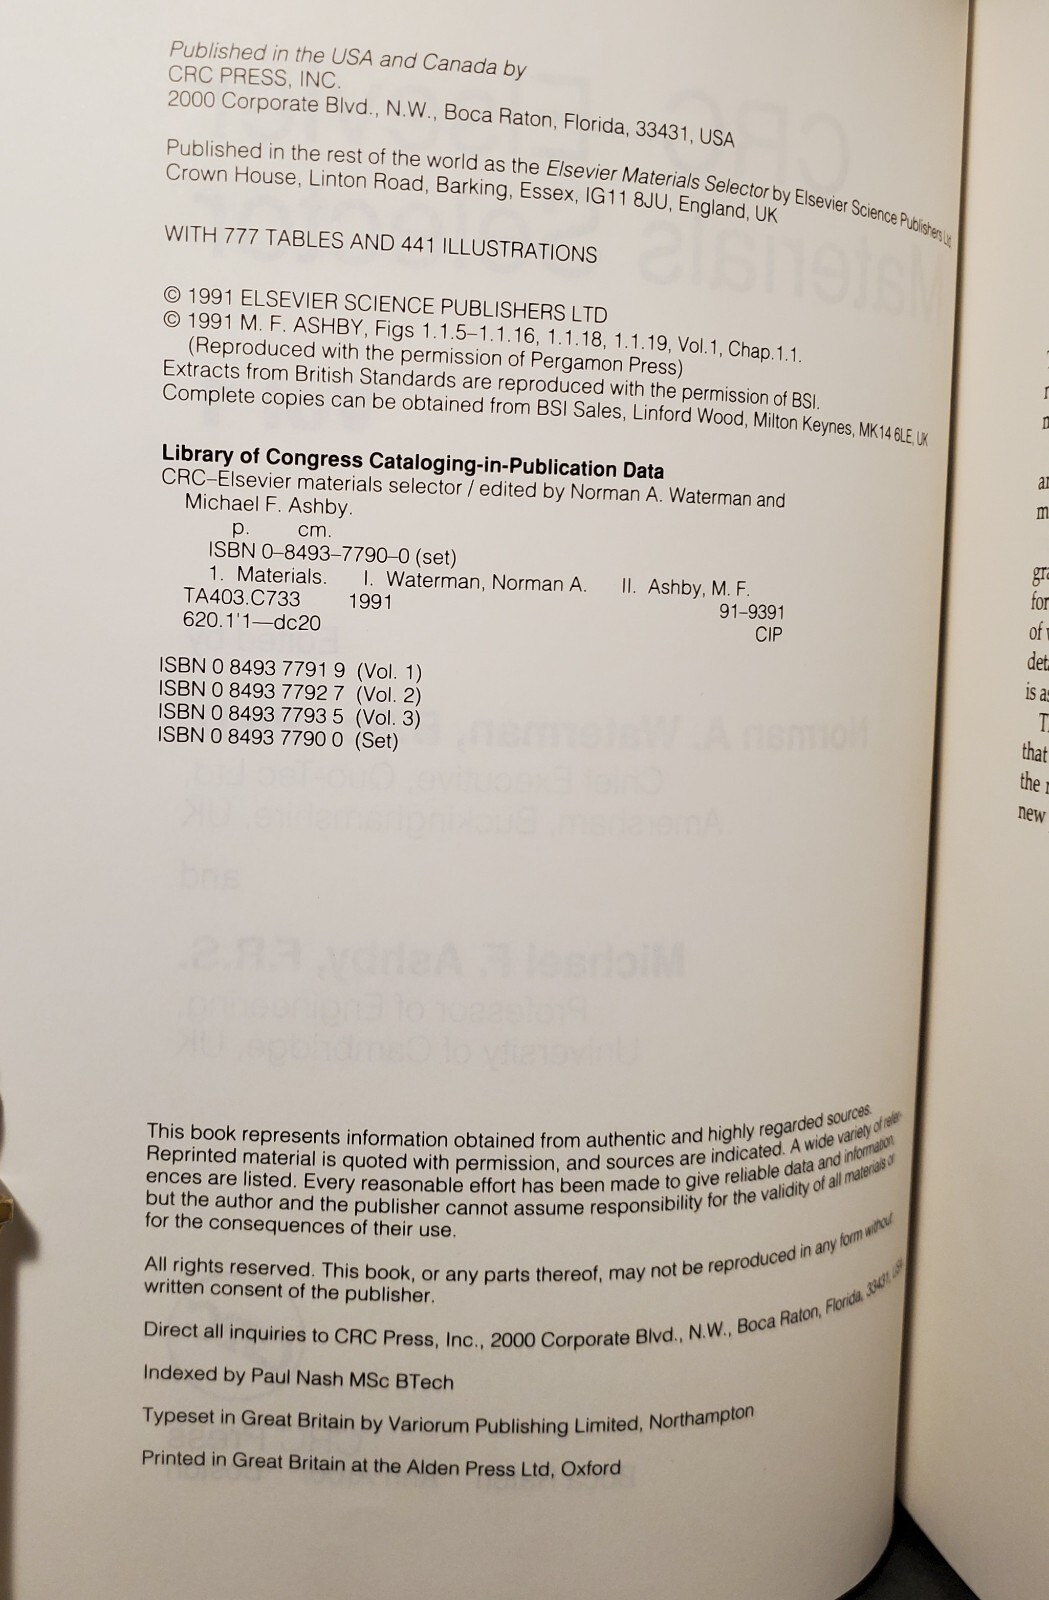 Published in the USA and Canada by
CRC PRESS, INC.
2000 Corporate Blvd., N.W., Boca Raton, Florida, 33431, USA
Published in the rest of the world as the Elsevier Materials Selector by Elsevier Science Publishers Ltd
Crown House, Linton Road, Barking, Essex, IG11 8JU, England, UK
WITH 777 TABLES AND 441 ILLUSTRATIONS
© 1991 ELSEVIER SCIENCE PUBLISHERS LTD
© 1991 M. F. ASHBY, Figs 1.1.5–1.1.16, 1.1.18, 1.1.19, Vol.1, Chap.1.1.
(Reproduced with the permission of Pergamon Press)
Extracts from British Standards are reproduced with the permission of BSI.
Complete copies can be obtained from BSI Sales, Linford Wood, Milton Keynes, MK14 6LE, UK
Library of Congress Cataloging-in-Publication Data
CRC–Elsevier materials selector / edited by Norman A. Waterman and
Michael F. Ashby.
p. cm.
ISBN 0–8493–7790–0 (set)
1. Materials. I. Waterman, Norman A. II. Ashby, M. F.
TA403.C733 1991 91–9391
620.1'1—dc20 CIP
ISBN 0 8493 7791 9 (Vol. 1)
ISBN 0 8493 7792 7 (Vol. 2)
ISBN 0 8493 7793 5 (Vol. 3)
ISBN 0 8493 7790 0 (Set)
This book represents information obtained from authentic and highly regarded sources.
Reprinted material is quoted with permission, and sources are indicated. A wide variety of refer-
ences are listed. Every reasonable effort has been made to give reliable data and information,
but the author and the publisher cannot assume responsibility for the validity of all materials or
for the consequences of their use.
All rights reserved. This book, or any parts thereof, may not be reproduced in any form without
written consent of the publisher.
Direct all inquiries to CRC Press, Inc., 2000 Corporate Blvd., N.W., Boca Raton, Florida, 33431, USA
Indexed by Paul Nash MSc BTech
Typeset in Great Britain by Variorum Publishing Limited, Northampton
Printed in Great Britain at the Alden Press Ltd, Oxford
for
that
the
new